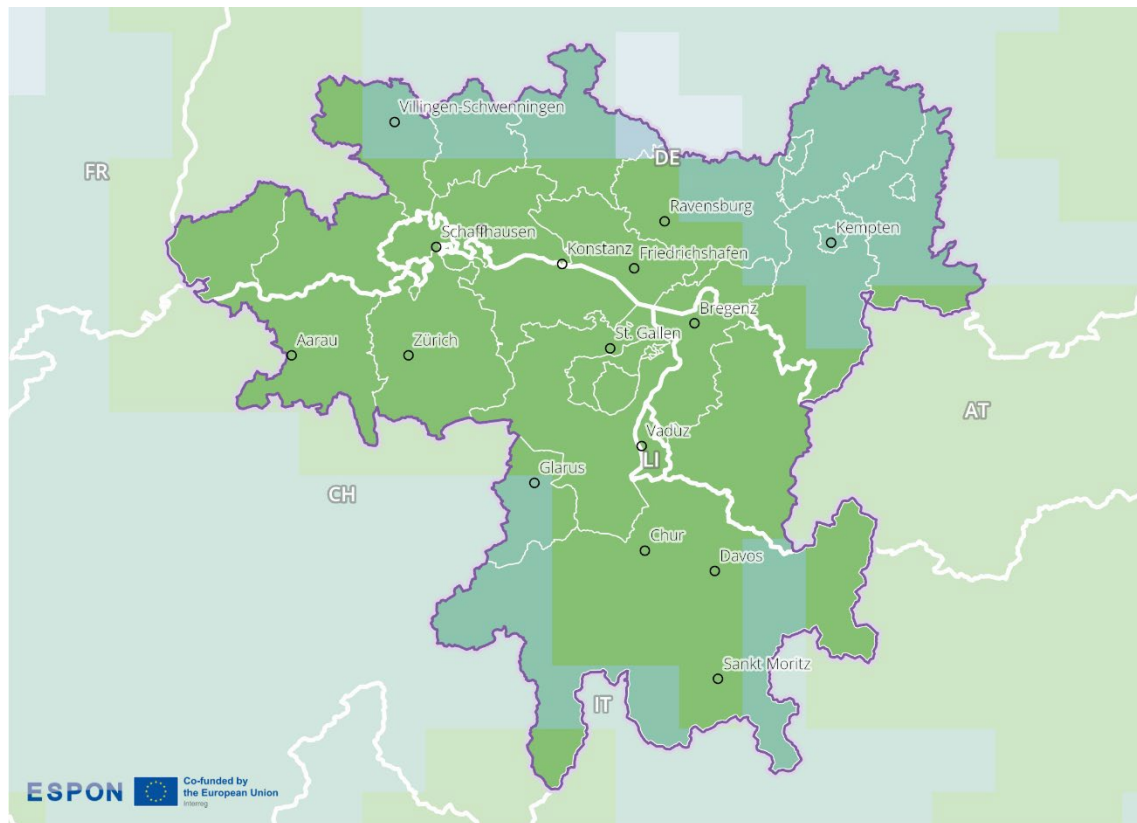 Villingen-Schwenningen
DE
FR
Ravensburg
Kempten
Schaffhausen
Konstanz
Friedrichshafen
Bregenz
Aarau
Zürich
St. Gallen
AT
Vaduz
LI
Glarus
CH
Chur
Davos
Sankt Moritz
IT
ESPON
Co-funded by
the European Union
Interreg